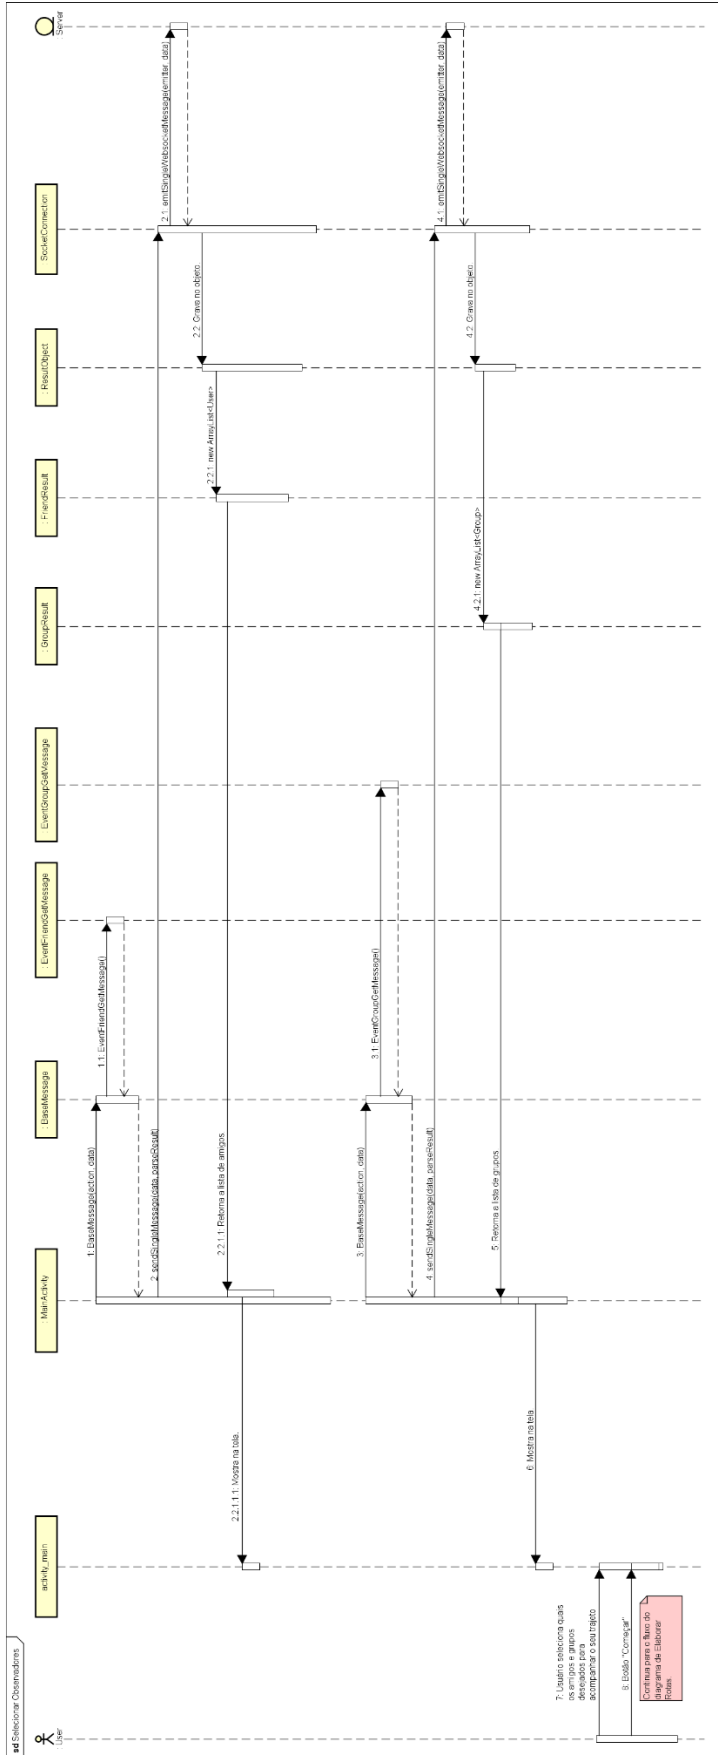 sd Selecionar Observadores
User
activity_main
: MainActivity
: BaseMessage
: EventFriendGetMessage
: EventGroupGetMessage
: GroupResult
: FriendResult
: ResultObject
SocketConnection
Server
1: BaseMessage(action, data)
1.1: EventFriendGetMessage()
2: sendSingleMessage(data, parseResult)
2.1: emitSingleWebsocketMessage(emitter, data)
2.2: Grava no objeto.
2.2.1: new ArrayList<User>
2.2.1.1: Retorna a lista de amigos.
2.2.1.1.1: Mostra na tela.
3: BaseMessage(action, data)
3.1: EventGroupGetMessage()
4: sendSingleMessage(data, parseResult)
4.1: emitSingleWebsocketMessage(emitter, data)
4.2: Grava no objeto.
4.2.1: new ArrayList<Group>
5: Retorna a lista de grupos
6: Mostra na tela.
7: Usuário seleciona quais
os amigos e grupos
desejados para
acompanhar o seu trajeto
8: Botão "Começar"
Continua para o fluxo do
diagrama de Elaborar
Rotas.